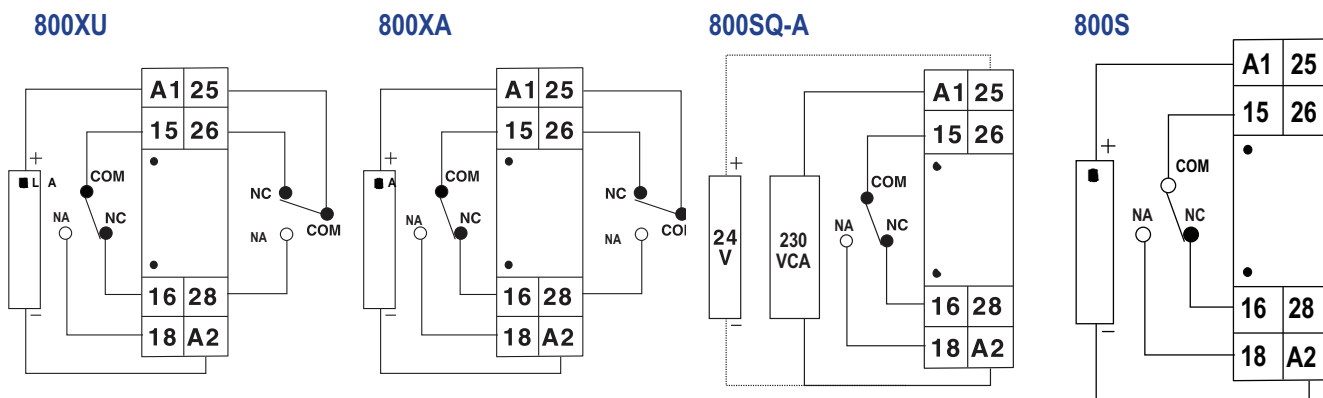 800XU
A1 25
15 26
+
L A
COM
NA
NC
NC
NA
COM
16 28
–
18 A2
800XA
A1 25
15 26
+
A
COM
NA
NC
NC
NA
16 28
–
18 A2
800SQ-A
A1 25
15 26
+
COM
NA
NC
24
V
230
VCA
16 28
–
18 A2
800S
A1 25
15 26
+
COM
NA
NC
16 28
–
18 A2